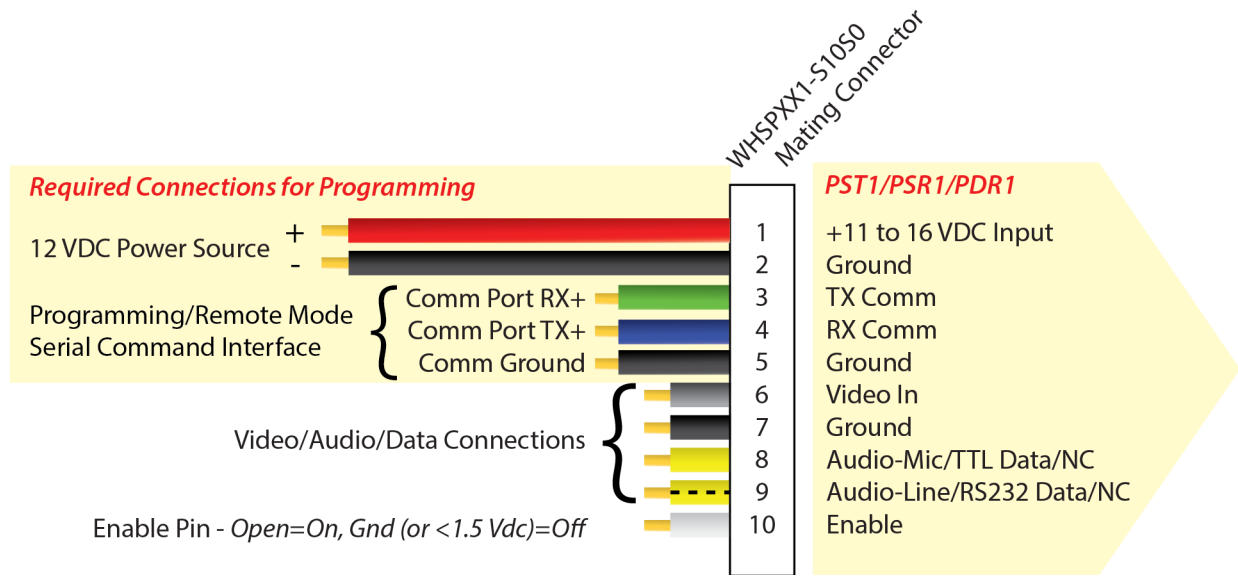 WHSPXX1-S10S0
Mating Connector
Required Connections for Programming
PST1/PSR1/PDR1
12 VDC Power Source
+
-
1
+11 to 16 VDC Input
2
Ground
Programming/Remote Mode
Serial Command Interface
Comm Port RX+
3
TX Comm
Comm Port TX+
4
RX Comm
Comm Ground
5
Ground
6
Video In
Video/Audio/Data Connections
7
Ground
8
Audio-Mic/TTL Data/NC
9
Audio-Line/RS232 Data/NC
Enable Pin - Open=On, Gnd (or <1.5 Vdc)=Off
10
Enable